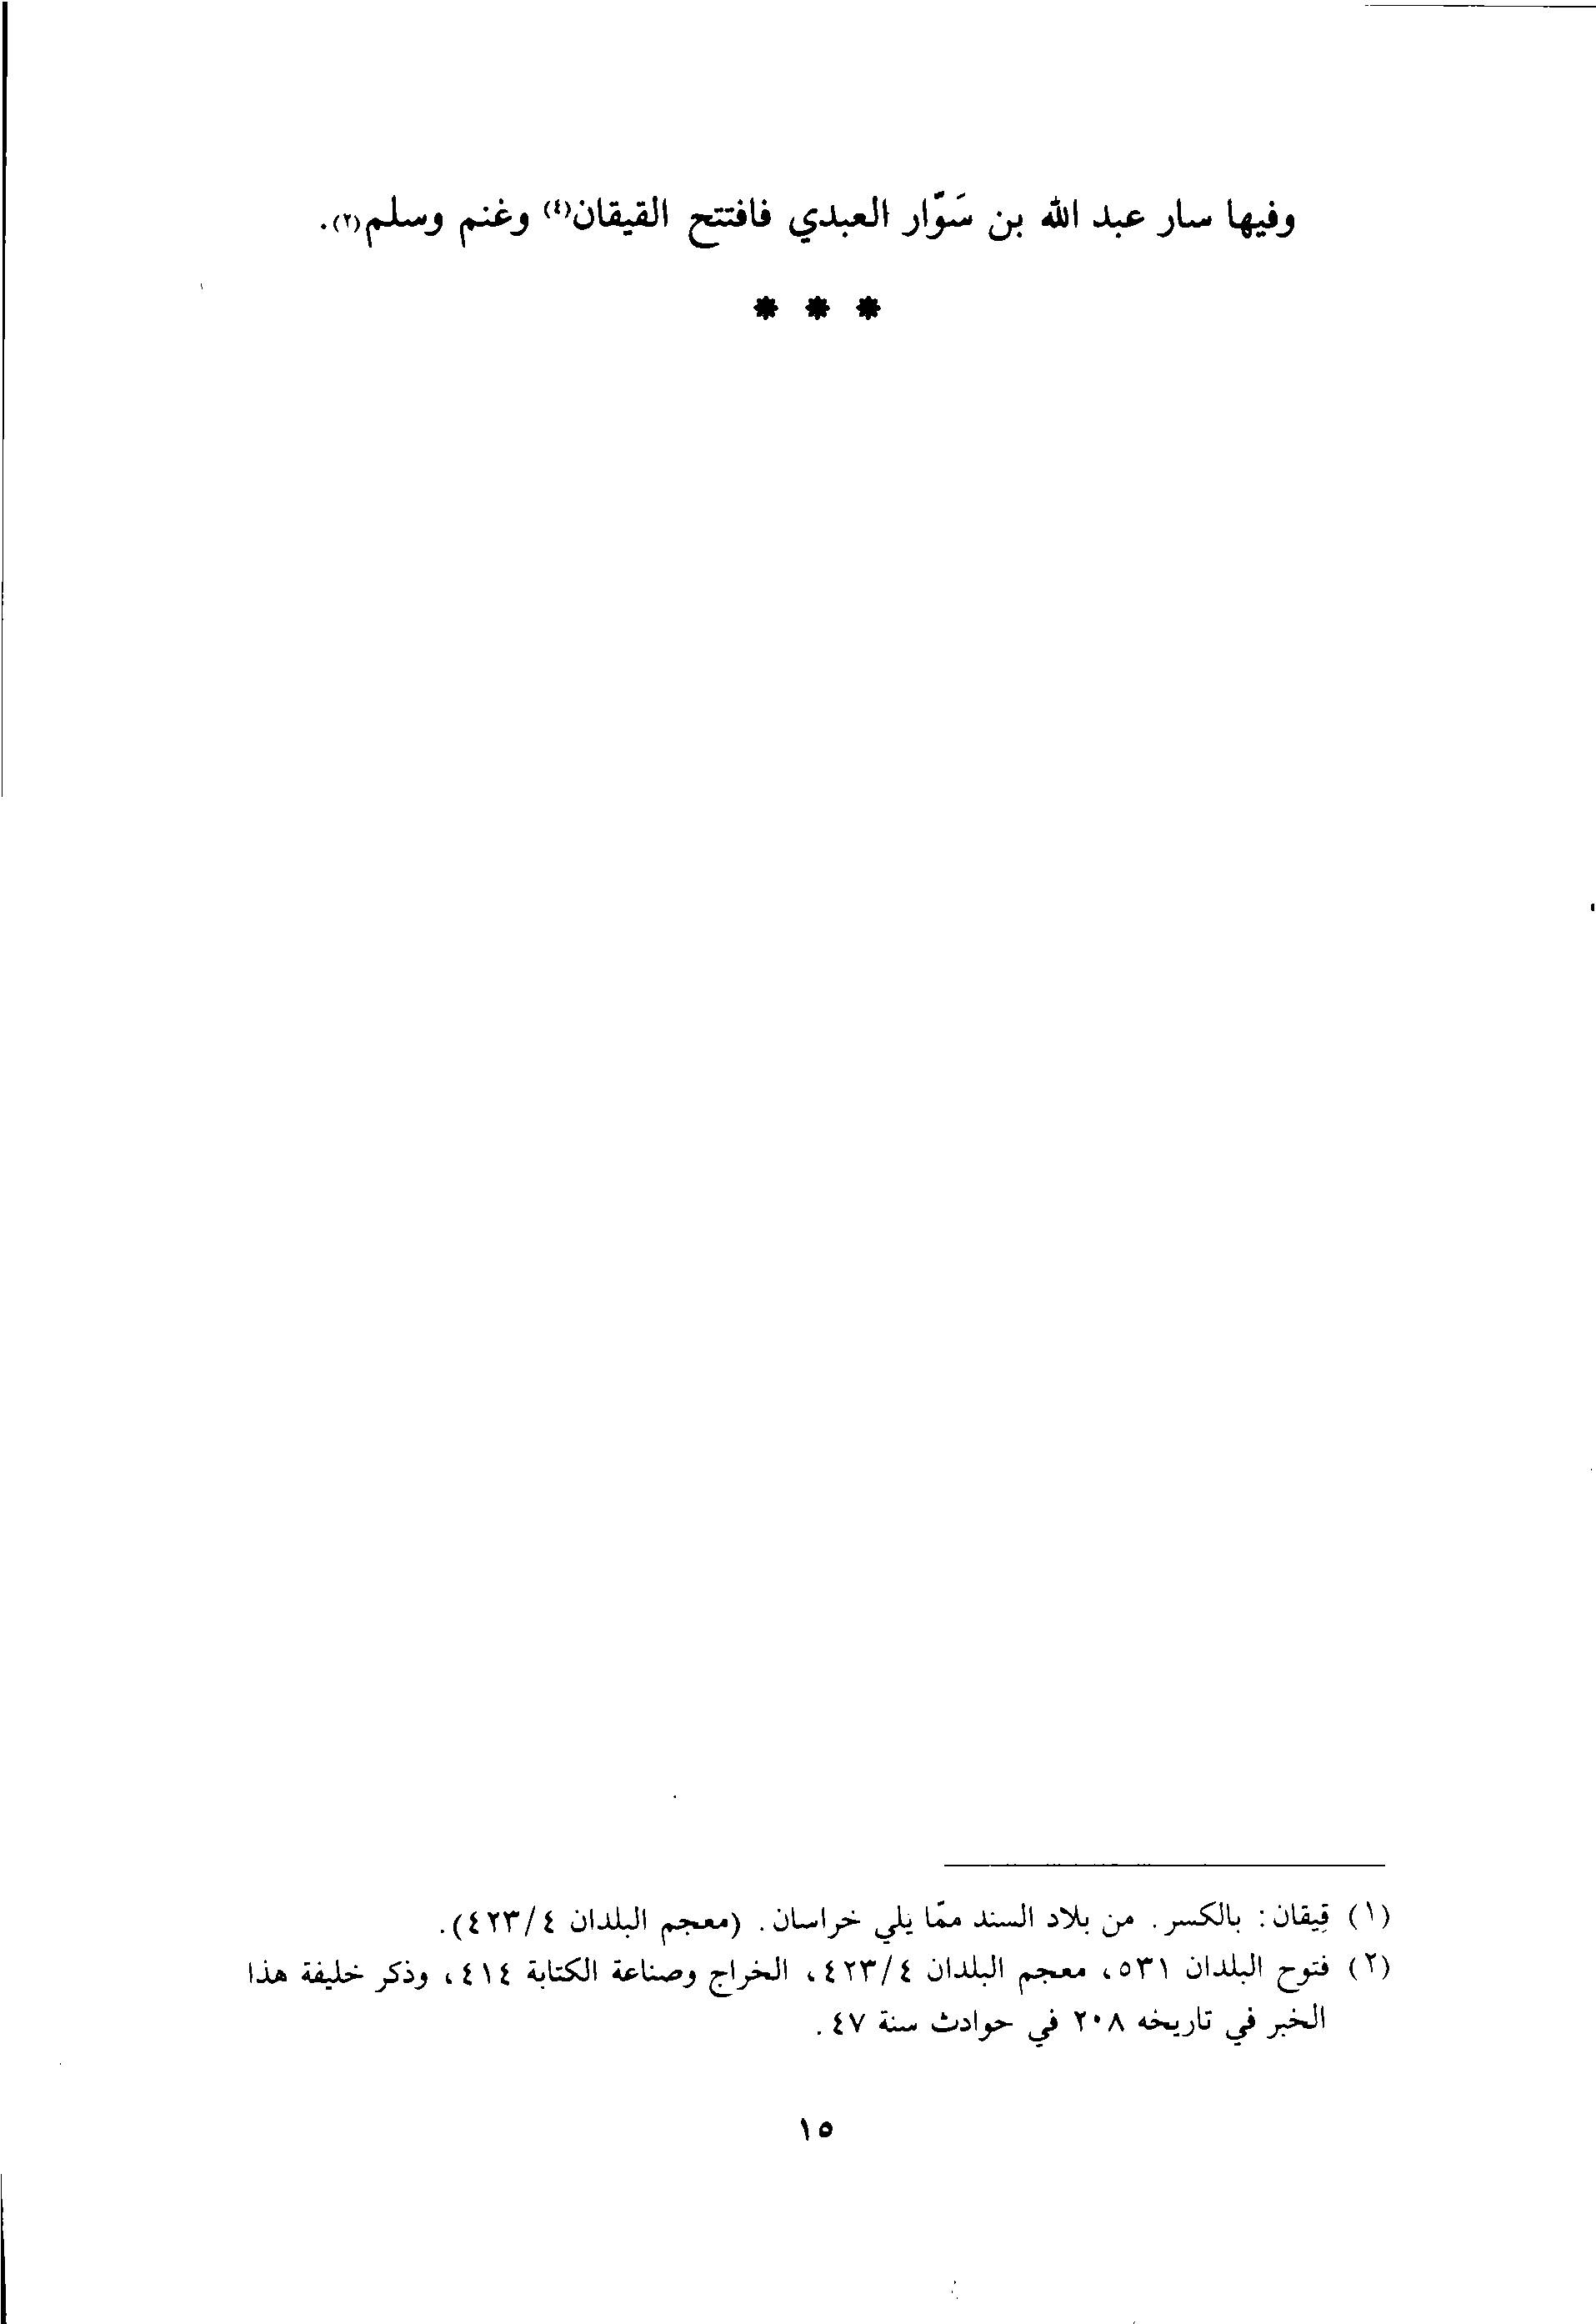 وفيها سار عبد الله بن سَوّار العبدي فافتتح القيقان(٤) وغنم وسلم(٢).
* * *
(١) قِيقان: بالكسر. من بلاد السند ممّا يلي خراسان. (معجم البلدان ٤/٤٢٣).
(٢) فتوح البلدان ٥٣١، معجم البلدان ٤/٤٢٣، الخراج وصناعة الكتابة ٤١٤، وذكر خليفة هذا
الخبر في تاريخه ٢٠٨ في حوادث سنة ٤٧.
١٥